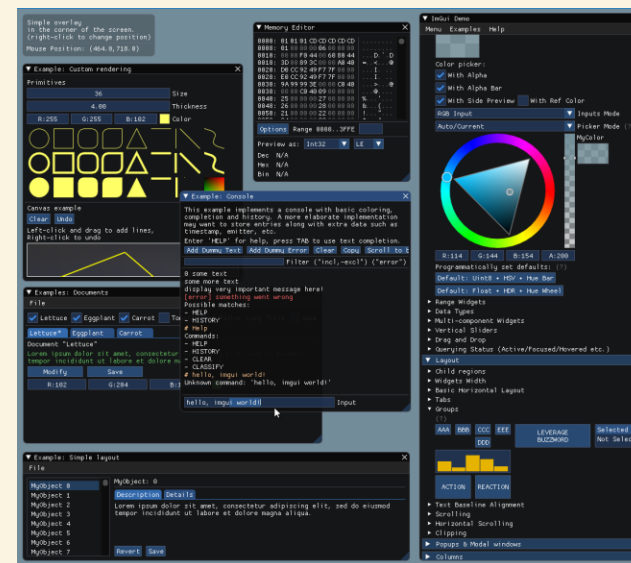 Simple overlay
in the corner of the screen.
(right-click to change position)
Mouse Position: (464.0,718.0)
Example: Custom rendering
Primitives
36 Size
4.00 Thickness
R:255 G:255 B:102 Color
Canvas example
Clear Undo
Left-click and drag to add lines,
Right-click to undo
Examples: Documents
File
Lettuce Eggplant Carrot
Lettuce* Eggplant Carrot
Document "Lettuce"
Lorem ipsum dolor sit amet, consectetur
tempor incididunt ut labore et dolore
Modify Save
R:102 G:204
Example: Simple layout
File
MyObject 0
MyObject 1
MyObject 2
MyObject 3
MyObject 4
MyObject 5
MyObject 6
MyObject 7
MyObject: 0
Description Details
Lorem ipsum dolor sit amet, consectetur adipiscing elit, sed do eiusmod
tempor incididunt ut labore et dolore magna aliqua.
Revert Save
Memory Editor
Options Range 0000..3FFE
Preview as: Int32 LE
Dec N/A
Hex N/A
Bin N/A
Example: Console
This example implements a console with basic coloring,
completion and history. A more elaborate implementation
may want to store entries along with extra data such as
timestamp, emitter, etc.
Enter 'HELP' for help, press TAB to use text completion.
Add Dummy Text Add Dummy Error Clear Copy Scroll to b
Filter ("incl,-excl") ("error")
0 some text
some more text
display very important message here!
[error] something went wrong
Possible matches:
- HELP
- HISTORY
# Help
Commands:
- HELP
- HISTORY
- CLEAR
- CLASSIFY
# hello, imgui world!
Unknown command: 'hello, imgui world!'
hello, imgui world! Input
ImGui Demo
Menu Examples Help
Color picker:
With Alpha
With Alpha Bar
With Side Preview With Ref Color
RGB Input Inputs Mode
Auto/Current Picker Mode
MyColor
R:114 G:144 B:154 A:200
Programmatically set defaults: (?)
Default: Uint8 + HSV + Hue Bar
Default: Float + HDR + Hue Wheel
Range Widgets
Data Types
Multi-component Widgets
Vertical Sliders
Drag and Drop
Querying Status (Active/Focused/Hovered etc.)
Layout
Child regions
Widgets Width
Basic Horizontal Layout
Tabs
Groups
(?)
AAA BBB CCC EEE
DDD
LEVERAGE
BUZZWORD
Selected
Not Selec
ACTION REACTION
Text Baseline Alignment
Scrolling
Horizontal Scrolling
Clipping
Popups & Modal windows
Columns